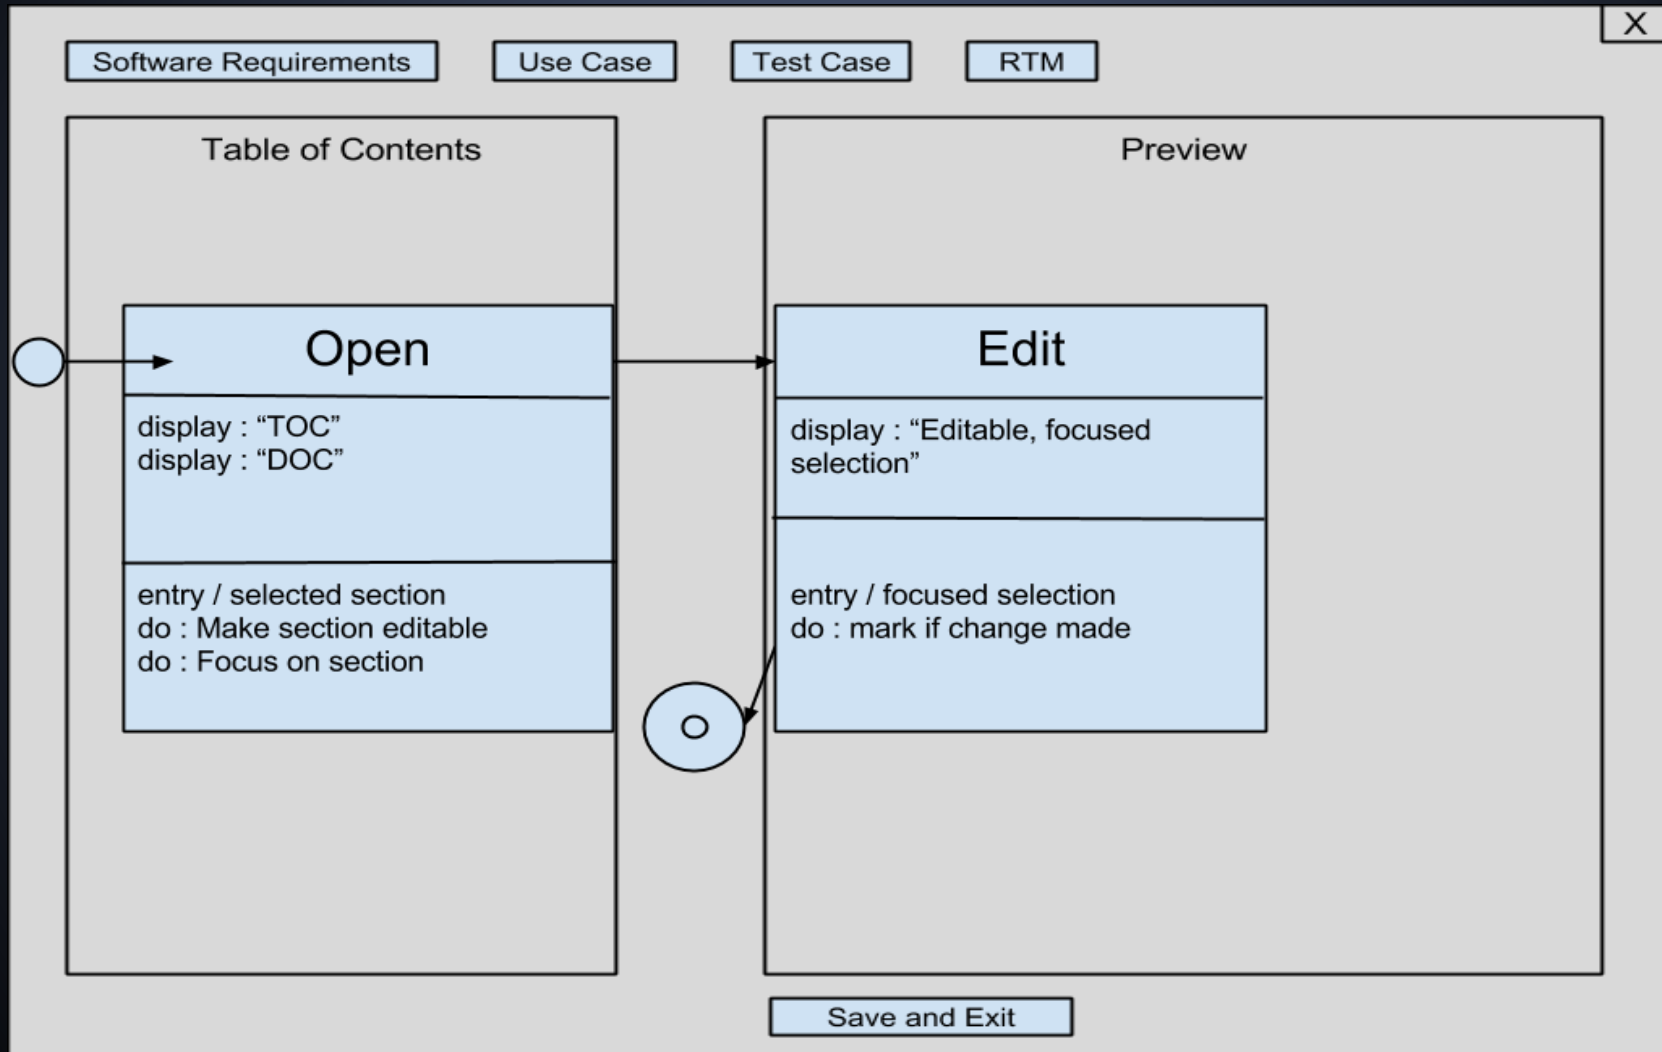 X
Software Requirements
Use Case
Test Case
RTM
Table of Contents
Preview
Open
display : “TOC”
display : “DOC”
entry / selected section
do : Make section editable
do : Focus on section
Edit
display : “Editable, focused
selection”
entry / focused selection
do : mark if change made
Save and Exit